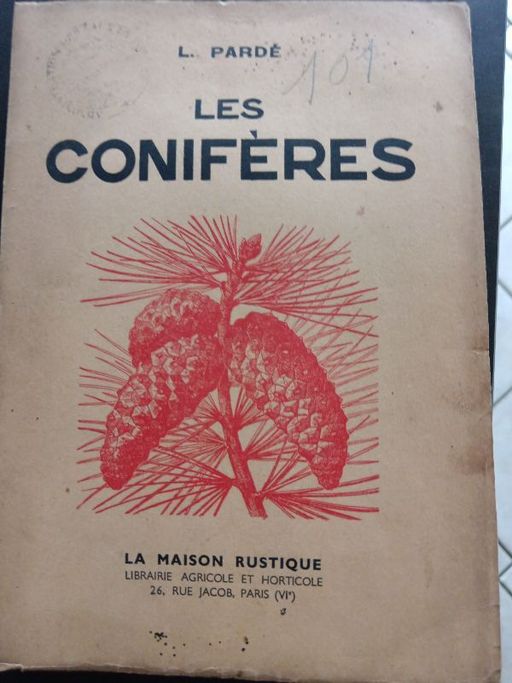 L. PARDÉ
101
LES
CONIFÈRES
LA MAISON RUSTIQUE
LIBRAIRIE AGRICOLE ET HORTICOLE
26, RUE JACOB, PARIS (VIᵉ)